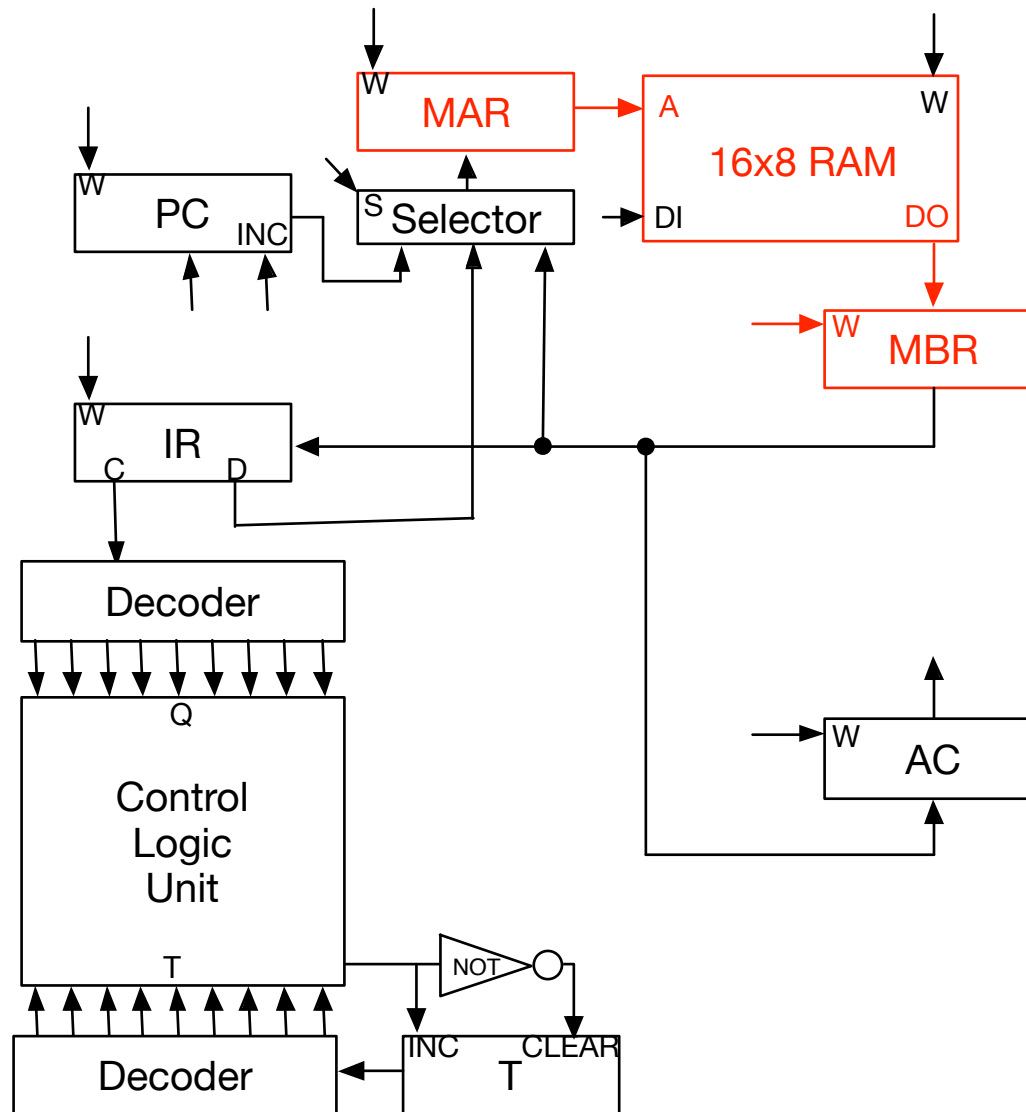 W
MAR
A
W
16x8 RAM
DI
DO
W
PC
INC
S
Selector
W
MBR
W
IR
C
D
Decoder
Q
Control
Logic
Unit
T
W
AC
NOT
INC
CLEAR
T
Decoder